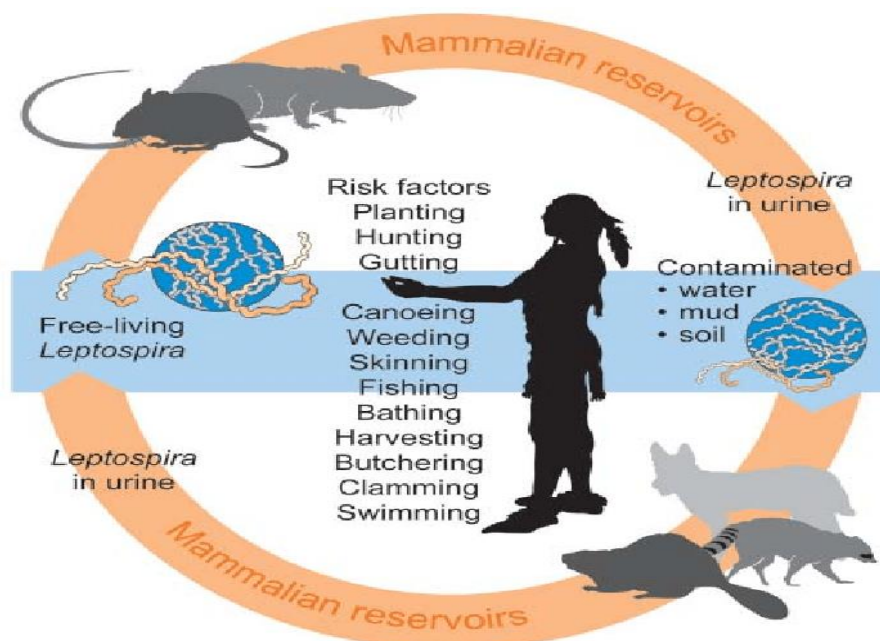 Mammalian reservoirs
Leptospira
in urine
Risk factors
Planting
Hunting
Gutting
Canoeing
Weeding
Skinning
Fishing
Bathing
Harvesting
Butchering
Clamming
Swimming
Contaminated
• water
• mud
• soil
Free-living
Leptospira
Leptospira
in urine
Mammalian reservoirs